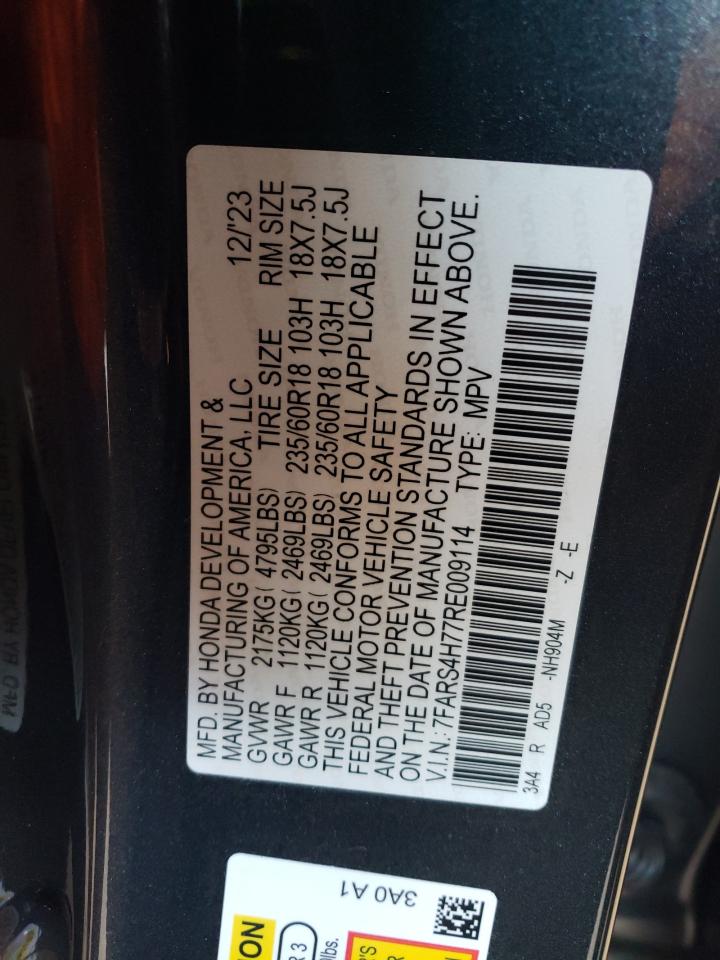 MFD. BY HONDA DEVELOPMENT &
MANUFACTURING OF AMERICA, LLC 12/'23
GVWR 2175KG( 4795LBS) TIRE SIZE RIM SIZE
GAWR F 1120KG( 2469LBS) 235/60R18 103H 18X7.5J
GAWR R 1120KG( 2469LBS) 235/60R18 103H 18X7.5J
THIS VEHICLE CONFORMS TO ALL APPLICABLE
FEDERAL MOTOR VEHICLE SAFETY
AND THEFT PREVENTION STANDARDS IN EFFECT
ON THE DATE OF MANUFACTURE SHOWN ABOVE.
V.I.N.: 7FARS4H77RE009114 TYPE: MPV
3A4 R AD5 -NH904M -Z -E
3A0 A1
ION
R 3
lbs.